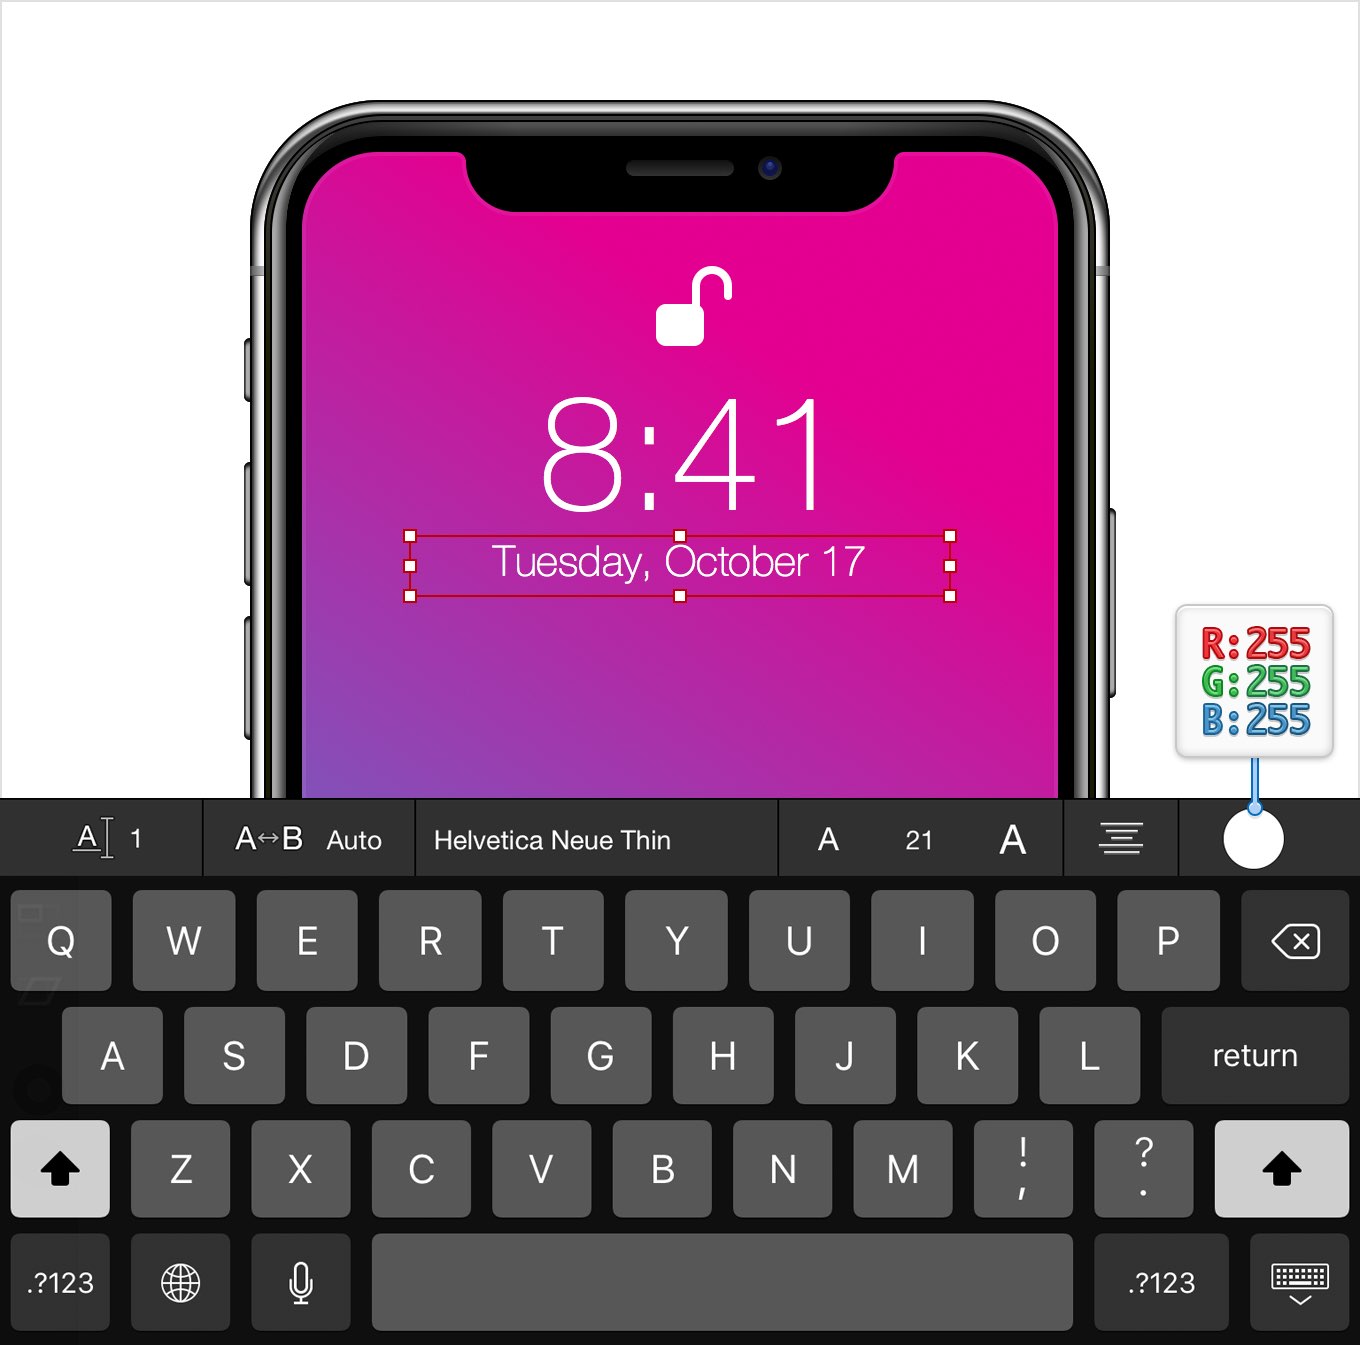 8:41
Tuesday, October 17
R:255
G:255
B:255
A 1 A↔B Auto Helvetica Neue Thin A 21 A
Q W E R T Y U I O P
A S D F G H J K L return
Z X C V B N M ! , ? .
.?123 .?123